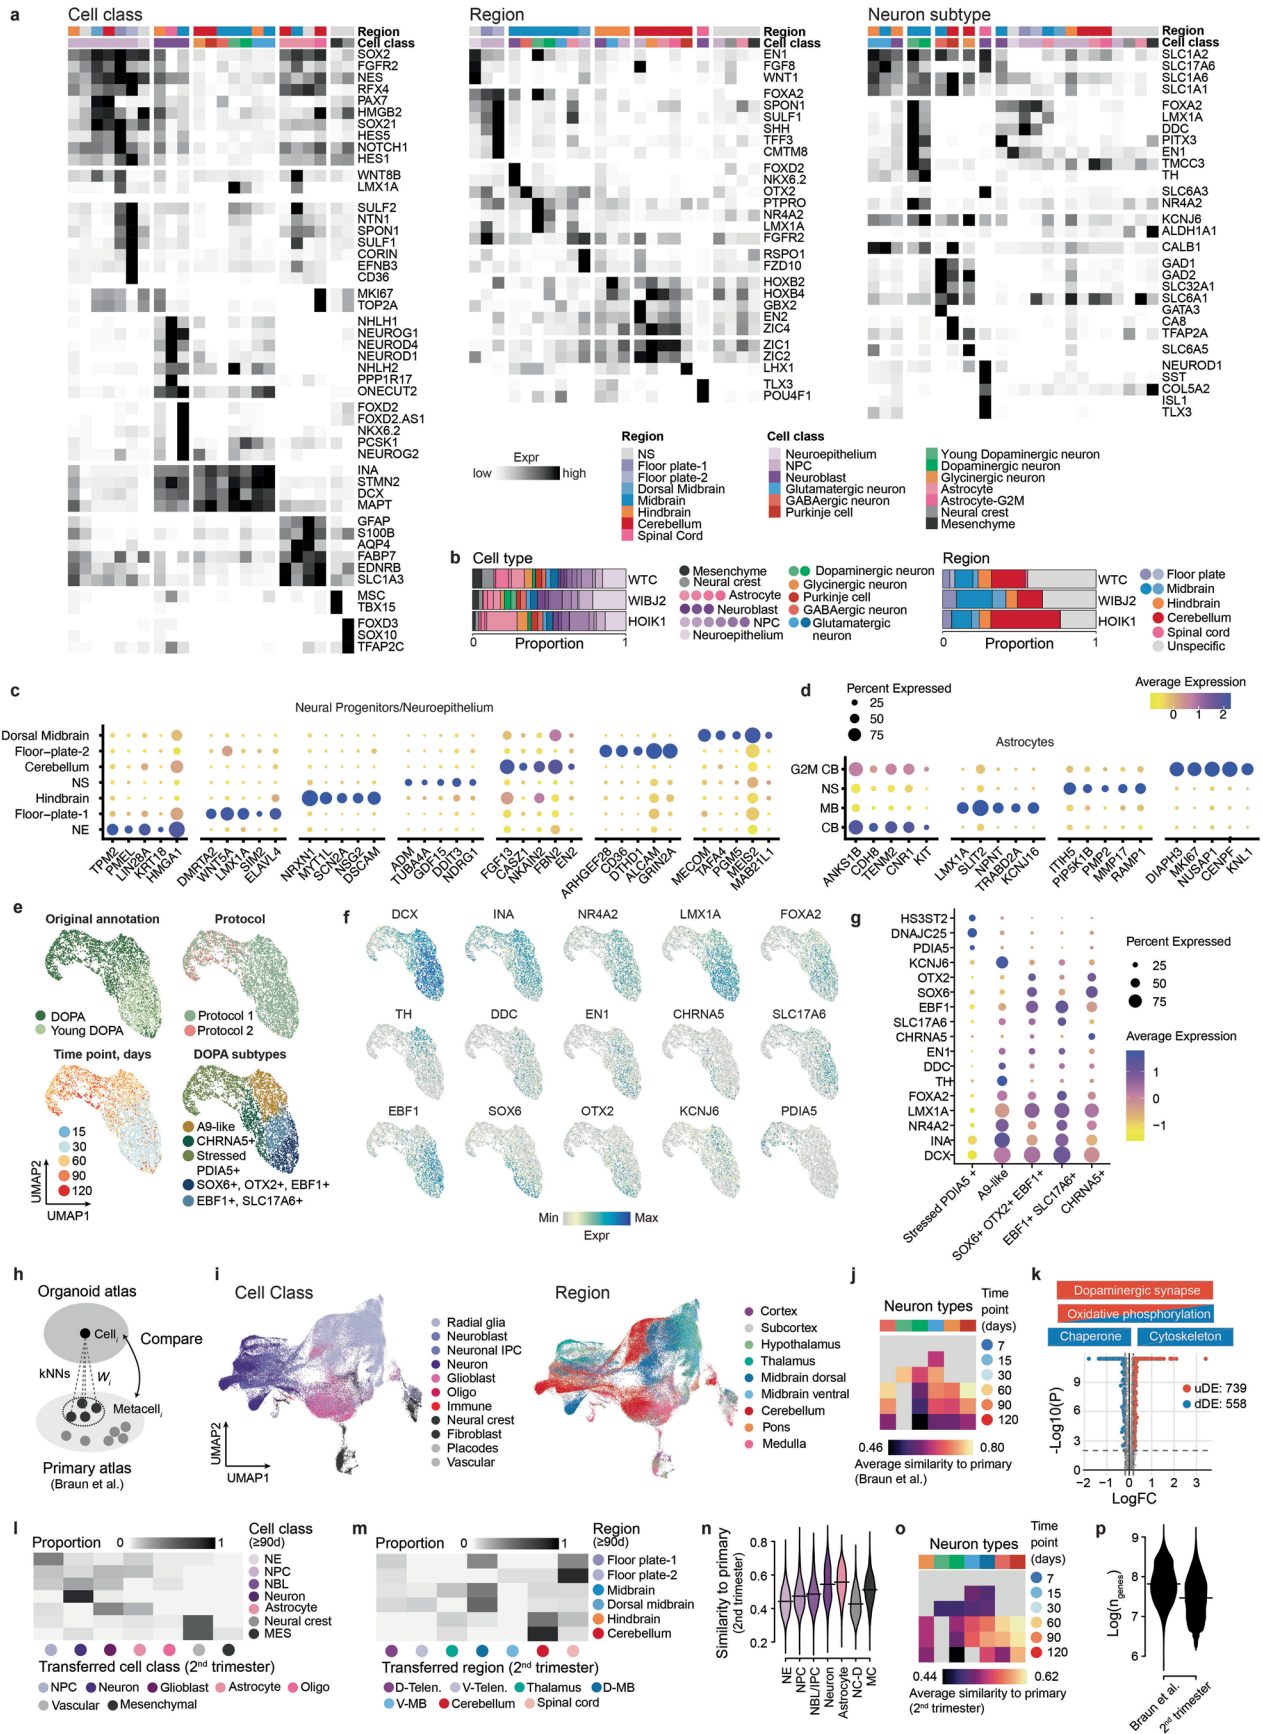 a
Cell class
Region
Cell class
SOX2
FGFR2
NES
RFX4
PAX7
HMGB2
SOX21
HES5
NOTCH1
HES1
WNT8B
LMX1A
SULF2
NTN1
SPON1
SULF1
CORIN
EFNB3
CD36
MKI67
TOP2A
NHLH1
NEUROG1
NEUROD4
NEUROD1
NHLH2
PPP1R17
ONECUT2
FOXD2
FOXD2.AS1
NKX6.2
PCSK1
NEUROG2
INA
STMN2
DCX
MAPT
GFAP
S100B
AQP4
FABP7
EDNRB
SLC1A3
MSC
TBX15
FOXD3
SOX10
TFAP2C
Region
Region
Cell class
EN1
FGF8
WNT1
FOXA2
SPON1
SULF1
SHH
TFF3
CMTM8
FOXD2
NKX6.2
OTX2
PTPRO
NR4A2
LMX1A
FGFR2
RSPO1
FZD10
HOXB2
HOXB4
GBX2
EN2
ZIC4
ZIC1
ZIC2
LHX1
TLX3
POU4F1
Neuron subtype
Region
Cell class
SLC1A2
SLC17A6
SLC1A6
SLC1A1
FOXA2
LMX1A
DDC
PITX3
EN1
TMCC3
TH
SLC6A3
NR4A2
KCNJ6
ALDH1A1
CALB1
GAD1
GAD2
SLC32A1
SLC6A1
GATA3
CA8
TFAP2A
SLC6A5
NEUROD1
SST
COL5A2
ISL1
TLX3
Expr
low high
Region
NS
Floor plate-1
Floor plate-2
Dorsal Midbrain
Midbrain
Hindbrain
Cerebellum
Spinal Cord
Cell class
Neuroepithelium
NPC
Neuroblast
Glutamatergic neuron
GABAergic neuron
Purkinje cell
Young Dopaminergic neuron
Dopaminergic neuron
Glycinergic neuron
Astrocyte
Astrocyte-G2M
Neural crest
Mesenchyme
b
Cell type
WTC
WIBJ2
HOIK1
0 Proportion 1
Mesenchyme
Neural crest
Astrocyte
Neuroblast
NPC
Neuroepithelium
Dopaminergic neuron
Glycinergic neuron
Purkinje cell
GABAergic neuron
Glutamatergic
neuron
Region
WTC
WIBJ2
HOIK1
0 Proportion 1
Floor plate
Midbrain
Hindbrain
Cerebellum
Spinal cord
Unspecific
c
Neural Progenitors/Neuroepithelium
Dorsal Midbrain
Floor−plate-2
Cerebellum
NS
Hindbrain
Floor−plate-1
NE
TPM2
PMEL
LIN28A
KRT18
HMGA1
DMRTA2
WNT5A
LMX1A
SIM2
ELAVL4
NRXN1
MYT1L
SCN2A
NSG2
DSCAM
ADM
TUBA4A
GDF15
DDIT3
NDRG1
FGF13
CASZ1
NKAIN2
FBN2
EN2
ARHGEF28
CD36
DTHD1
ALCAM
GRIN2A
MECOM
TAFA4
PGM5
MEIS2
MAB21L1
d
Percent Expressed
25
50
75
Average Expression
0 1 2
Astrocytes
G2M CB
NS
MB
CB
ANKS1B
CDH8
TENM2
CNR1
KIT
LMX1A
SLIT2
NPNT
TRABD2A
KCNJ16
ITIH5
PIP5K1B
PMP2
MMP17
RAMP1
DIAPH3
MKI67
NUSAP1
CENPF
KNL1
e
Original annotation
DOPA
Young DOPA
Protocol
Protocol 1
Protocol 2
Time point, days
15
30
60
90
120
UMAP2
UMAP1
DOPA subtypes
A9-like
CHRNA5+
Stressed
PDIA5+
SOX6+, OTX2+, EBF1+
EBF1+, SLC17A6+
f
DCX INA NR4A2 LMX1A FOXA2
TH DDC EN1 CHRNA5 SLC17A6
EBF1 SOX6 OTX2 KCNJ6 PDIA5
Min Max
Expr
g
HS3ST2
DNAJC25
PDIA5
KCNJ6
OTX2
SOX6
EBF1
SLC17A6
CHRNA5
EN1
DDC
TH
FOXA2
LMX1A
NR4A2
INA
DCX
Stressed PDIA5 +
A9-like
SOX6+ OTX2+ EBF1+
EBF1+ SLC17A6+
CHRNA5+
Percent Expressed
25
50
75
Average Expression
1
0
−1
h
Organoid atlas
Cell i
Compare
kNNs
Wi
Metacell i
Primary atlas
(Braun et al.)
i
Cell Class
UMAP2
UMAP1
Radial glia
Neuroblast
Neuronal IPC
Neuron
Glioblast
Oligo
Immune
Neural crest
Fibroblast
Placodes
Vascular
Region
Cortex
Subcortex
Hypothalamus
Thalamus
Midbrain dorsal
Midbrain ventral
Cerebellum
Pons
Medulla
j
Neuron types
Time
point
(days)
7
15
30
60
90
120
0.46 0.80
Average similarity to primary
(Braun et al.)
k
Dopaminergic synapse
Oxidative phosphorylation
Chaperone Cytoskeleton
-Log10(P)
9
6
3
0
uDE: 739
dDE: 558
−2 −1 0 1 2 3
LogFC
l
Proportion 0 1
Cell class
(≥90d)
NE
NPC
NBL
Neuron
Astrocyte
Neural crest
MES
Transferred cell class (2nd trimester)
NPC Neuron Glioblast Astrocyte Oligo
Vascular Mesenchymal
m
Proportion 0 1
Region
(≥90d)
Floor plate-1
Floor plate-2
Midbrain
Dorsal midbrain
Hindbrain
Cerebellum
Transferred region (2nd trimester)
D-Telen. V-Telen. Thalamus D-MB
V-MB Cerebellum Spinal cord
n
Similarity to primary
(2nd trimester)
0.8
0.6
0.4
0.2
NE
NPC
NBL/IPC
Neuron
Astrocyte
NC-D
MC
o
Neuron types
Time
point
(days)
7
15
30
60
90
120
0.44 0.62
Average similarity to primary
(2nd trimester)
p
Log(ngenes)
9
8
7
6
Braun et al.
2nd trimester